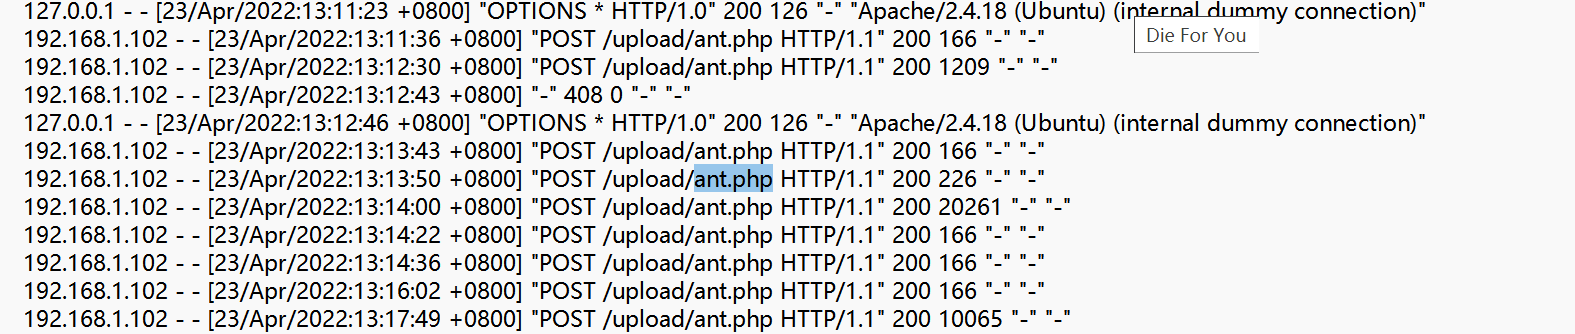 127.0.0.1 - - [23/Apr/2022:13:11:23 +0800] "OPTIONS * HTTP/1.0" 200 126 "-" "Apache/2.4.18 (Ubuntu) (internal dummy connection)"
192.168.1.102 - - [23/Apr/2022:13:11:36 +0800] "POST /upload/ant.php HTTP/1.1" 200 166 "-" "-"
Die For You
192.168.1.102 - - [23/Apr/2022:13:12:30 +0800] "POST /upload/ant.php HTTP/1.1" 200 1209 "-" "-"
192.168.1.102 - - [23/Apr/2022:13:12:43 +0800] "-" 408 0 "-" "-"
127.0.0.1 - - [23/Apr/2022:13:12:46 +0800] "OPTIONS * HTTP/1.0" 200 126 "-" "Apache/2.4.18 (Ubuntu) (internal dummy connection)"
192.168.1.102 - - [23/Apr/2022:13:13:43 +0800] "POST /upload/ant.php HTTP/1.1" 200 166 "-" "-"
192.168.1.102 - - [23/Apr/2022:13:13:50 +0800] "POST /upload/ant.php HTTP/1.1" 200 226 "-" "-"
192.168.1.102 - - [23/Apr/2022:13:14:00 +0800] "POST /upload/ant.php HTTP/1.1" 200 20261 "-" "-"
192.168.1.102 - - [23/Apr/2022:13:14:22 +0800] "POST /upload/ant.php HTTP/1.1" 200 166 "-" "-"
192.168.1.102 - - [23/Apr/2022:13:14:36 +0800] "POST /upload/ant.php HTTP/1.1" 200 166 "-" "-"
192.168.1.102 - - [23/Apr/2022:13:16:02 +0800] "POST /upload/ant.php HTTP/1.1" 200 166 "-" "-"
192.168.1.102 - - [23/Apr/2022:13:17:49 +0800] "POST /upload/ant.php HTTP/1.1" 200 10065 "-" "-"